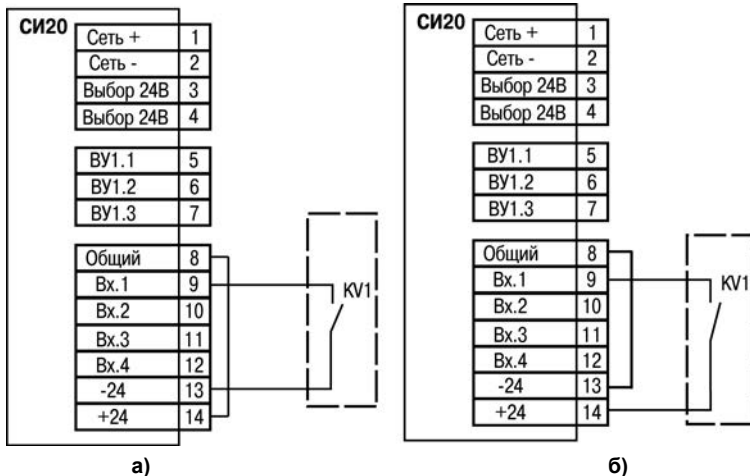 СИ20
Сеть + 1
Сеть - 2
Выбор 24В 3
Выбор 24В 4
ВУ1.1 5
ВУ1.2 6
ВУ1.3 7
Общий 8
Вх.1 9
Вх.2 10
Вх.3 11
Вх.4 12
-24 13
+24 14
KV1
а)
СИ20
Сеть + 1
Сеть - 2
Выбор 24В 3
Выбор 24В 4
ВУ1.1 5
ВУ1.2 6
ВУ1.3 7
Общий 8
Вх.1 9
Вх.2 10
Вх.3 11
Вх.4 12
-24 13
+24 14
KV1
б)